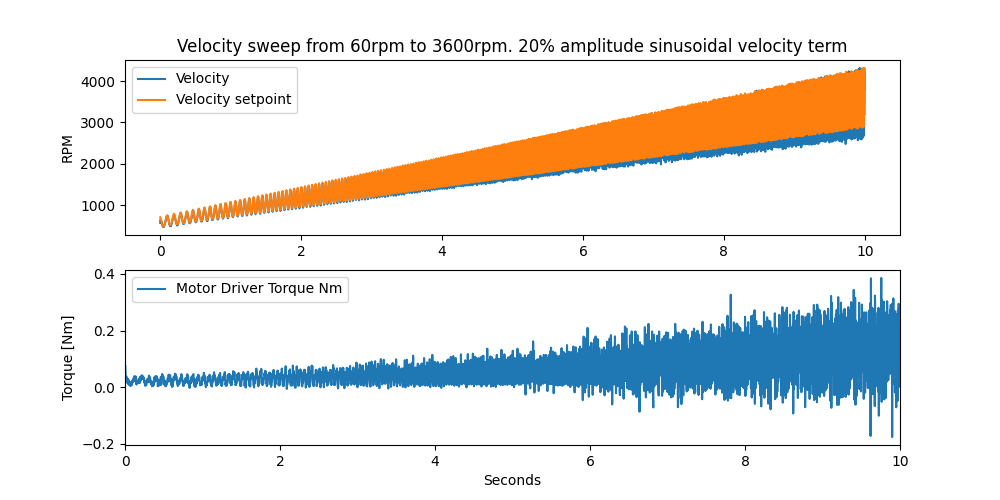 Velocity sweep from 60rpm to 3600rpm. 20% amplitude sinusoidal velocity term
4000
3000
2000
1000
RPM
Velocity
Velocity setpoint
0 2 4 6 8 10
0.4
0.2
0.0
−0.2
Torque [Nm]
Motor Driver Torque Nm
0 2 4 6 8 10
Seconds